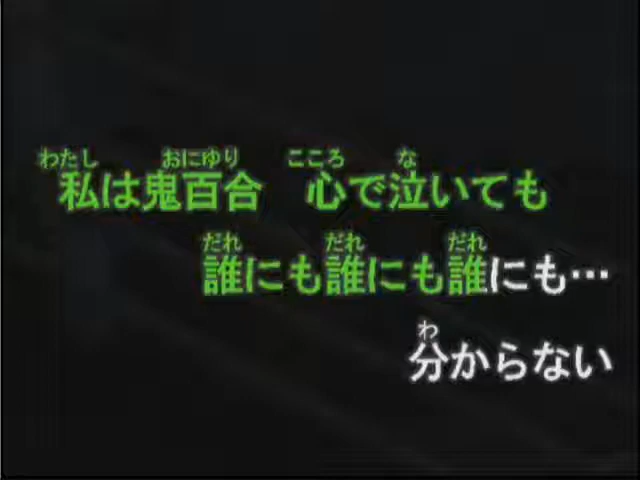 わたし おにゆり こころ な
私は鬼百合 心で泣いても
だれ だれ だれ
誰にも誰にも誰にも…
わ
分からない